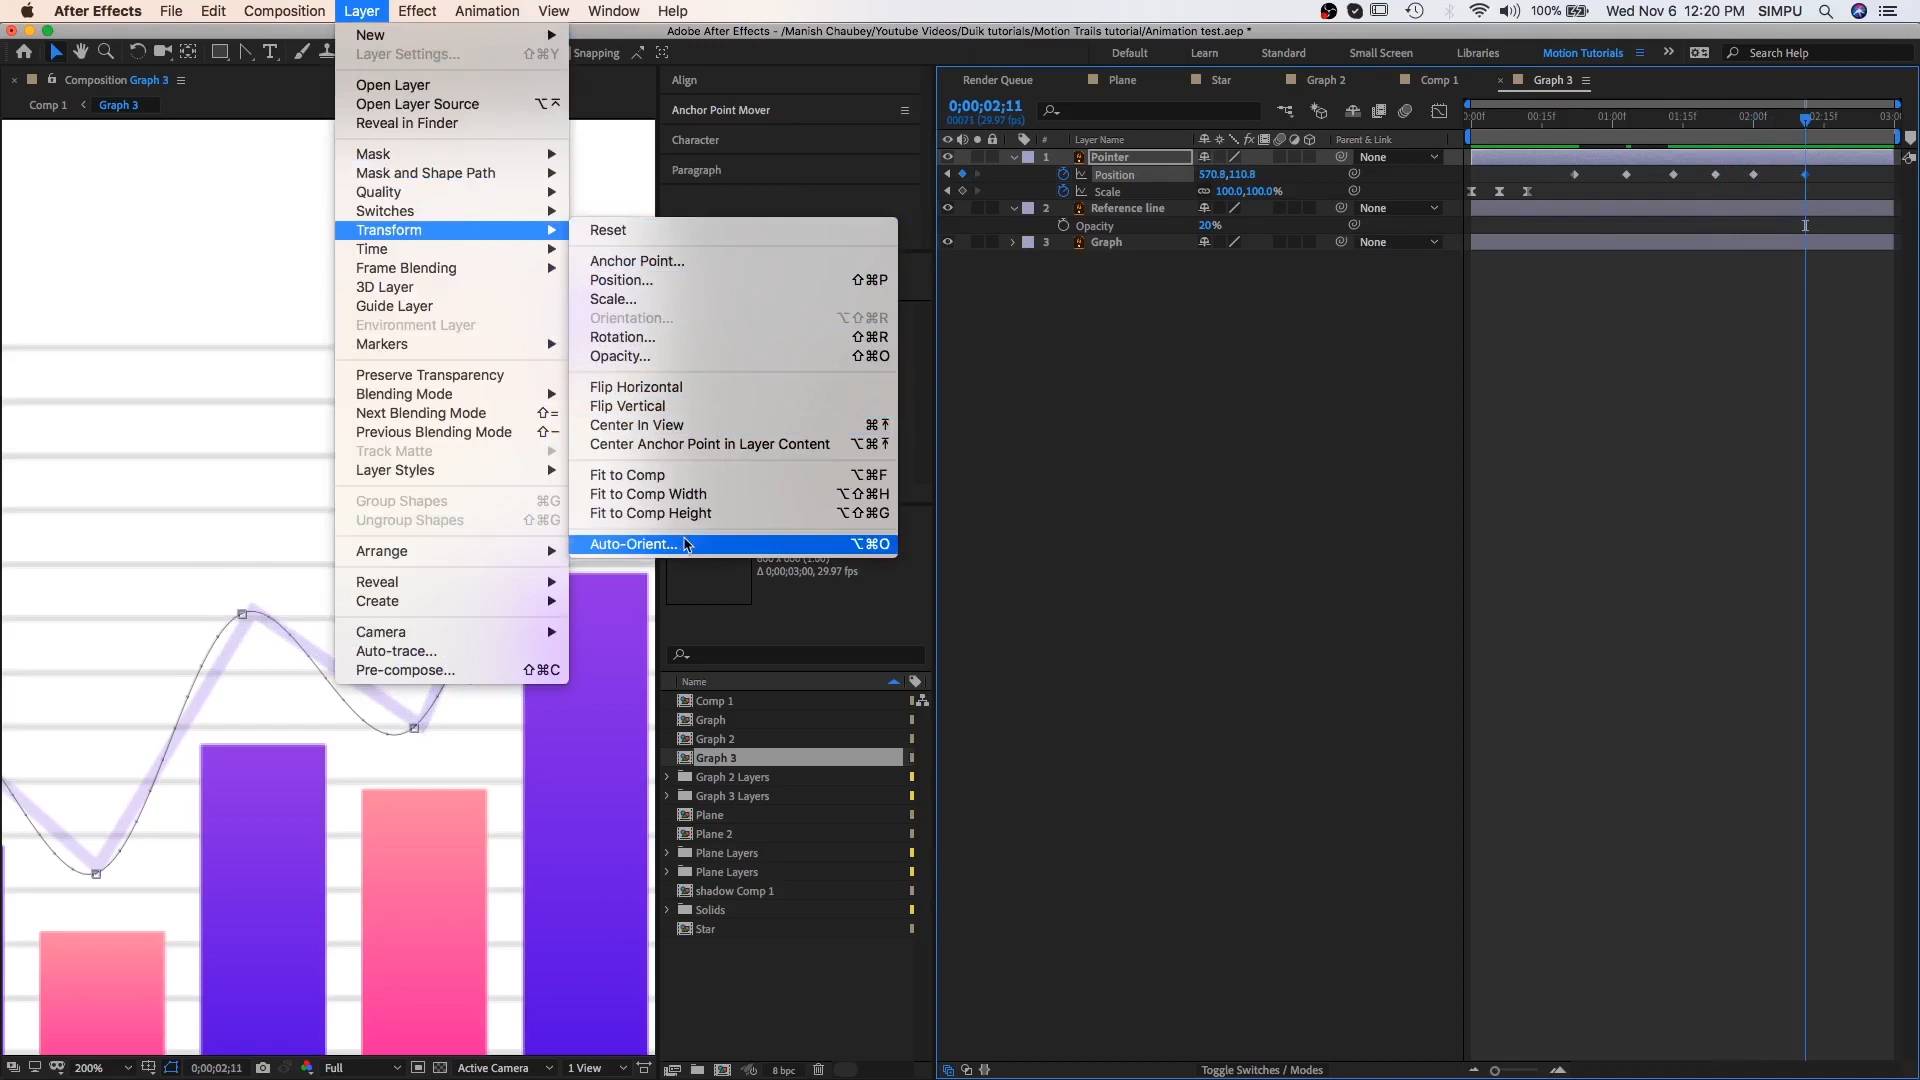 After Effects File Edit Composition Layer Effect Animation View Window Help
100% Wed Nov 6 12:20 PM SIMPU
Adobe After Effects - /Manish Chaubey/Youtube Videos/Duik tutorials/Motion Trails tutorial/Animation test.aep *
Snapping
Default Learn Standard Small Screen Libraries Motion Tutorials Search Help
Composition Graph 3
Comp 1 Graph 3
New
Layer Settings... ⇧⌘Y
Open Layer
Open Layer Source
Reveal in Finder
Mask
Mask and Shape Path
Quality
Switches
Transform
Time
Frame Blending
3D Layer
Guide Layer
Environment Layer
Markers
Preserve Transparency
Blending Mode
Next Blending Mode ⇧=
Previous Blending Mode ⇧-
Track Matte
Layer Styles
Group Shapes ⌘G
Ungroup Shapes ⇧⌘G
Arrange
Reveal
Create
Camera
Auto-trace...
Pre-compose... ⇧⌘C
Reset
Anchor Point...
Position... ⇧⌘P
Scale...
Orientation... ⌥⇧⌘R
Rotation... ⇧⌘R
Opacity... ⇧⌘O
Flip Horizontal
Flip Vertical
Center In View
Center Anchor Point in Layer Content
Fit to Comp ⌥⌘F
Fit to Comp Width ⌥⇧⌘H
Fit to Comp Height ⌥⇧⌘G
Auto-Orient... ⌥⌘O
Align
Anchor Point Mover
Character
Paragraph
Δ 0;00;03;00, 29.97 fps
Name
Comp 1
Graph
Graph 2
Graph 3
Graph 2 Layers
Graph 3 Layers
Plane
Plane 2
Plane Layers
Plane Layers
shadow Comp 1
Solids
Star
8 bpc
200% 0;00;02;11 Full Active Camera 1 View
Render Queue Plane Star Graph 2 Comp 1 Graph 3
0;00;02;11
00071 (29.97 fps)
:00f 00:15f 01:00f 01:15f 02:00f 02:15f 03:0
# Layer Name Parent & Link
1 Pointer None
Position 570.8,110.8
Scale 100.0,100.0%
2 Reference line None
Opacity 20%
3 Graph None
Toggle Switches / Modes